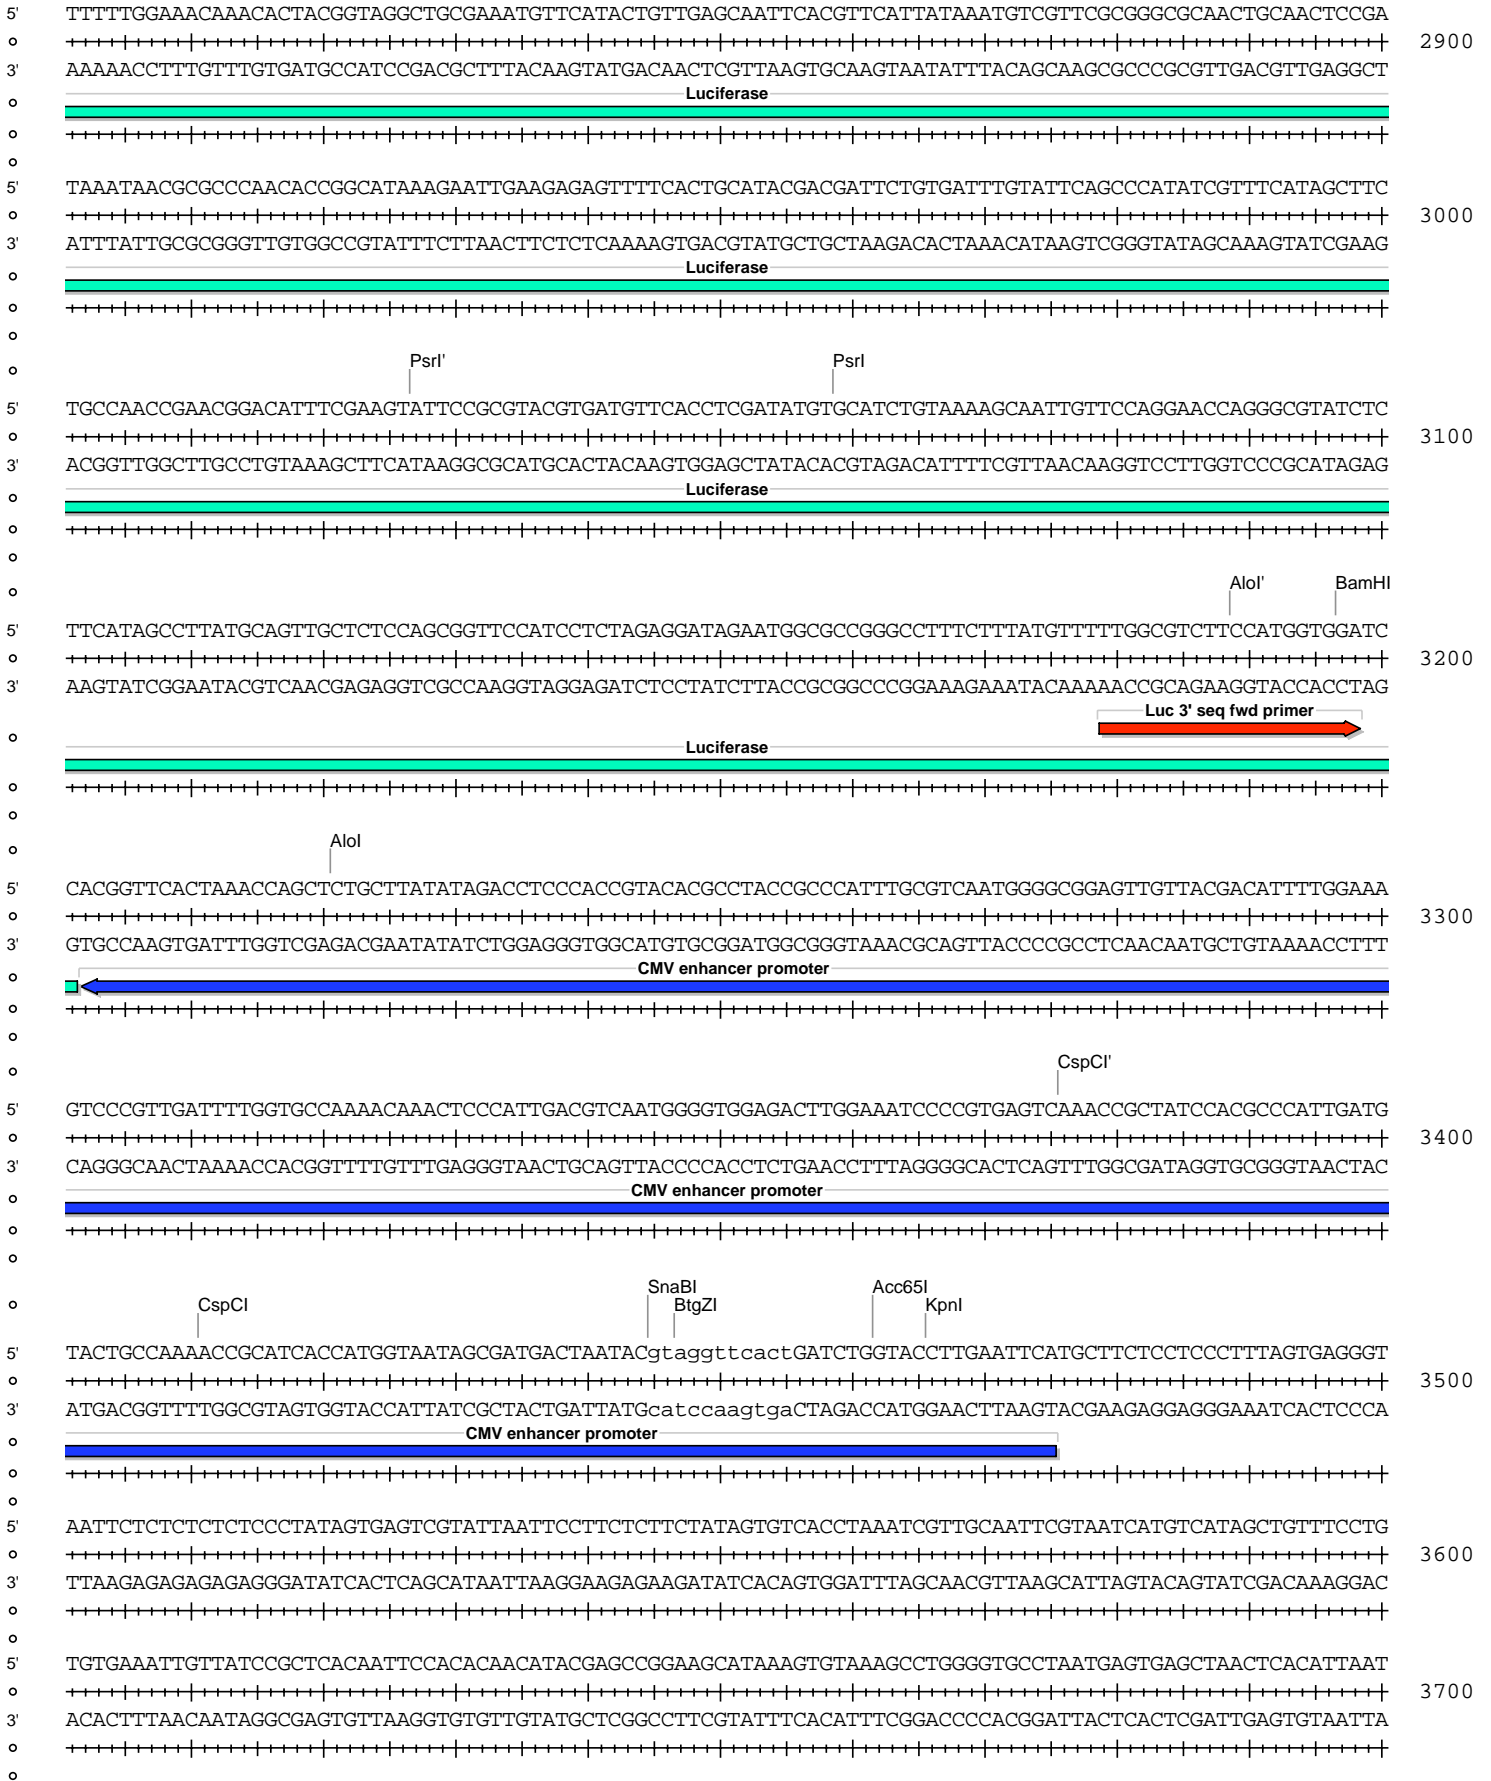 5' TTTTTGGAAACAAACACTACGGTAGGCTGCGAAATGTTCATACTGTTGAGCAATTCACGTTCATTATAAATGTCGTTCGCGGGCGCAACTGCAACTCCGA
2900
3' AAAAACCTTTGTTTGTGATGCCATCCGACGCTTTACAAGTATGACAACTCGTTAAGTGCAAGTAATATTTACAGCAAGCGCCCGCGTTGACGTTGAGGCT
Luciferase
5' TAAATAACGCGCCCAACACCGGCATAAAGAATTGAAGAGAGTTTTCACTGCATACGACGATTCTGTGATTTGTATTCAGCCCATATCGTTTCATAGCTTC
3000
3' ATTTATTGCGCGGGTTGTGGCCGTATTTCTTAACTTCTCTCAAAAGTGACGTATGCTGCTAAGACACTAAACATAAGTCGGGTATAGCAAAGTATCGAAG
Luciferase
PsrI' PsrI
5' TGCCAACCGAACGGACATTTCGAAGTATTCCGCGTACGTGATGTTCACCTCGATATGTGCATCTGTAAAAGCAATTGTTCCAGGAACCAGGGCGTATCTC
3100
3' ACGGTTGGCTTGCCTGTAAAGCTTCATAAGGCGCATGCACTACAAGTGGAGCTATACACGTAGACATTTTCGTTAACAAGGTCCTTGGTCCCGCATAGAG
Luciferase
AloI' BamHI
5' TTCATAGCCTTATGCAGTTGCTCTCCAGCGGTTCCATCCTCTAGAGGATAGAATGGCGCCGGGCCTTTCTTTATGTTTTTGGCGTCTTCCATGGTGGATC
3200
3' AAGTATCGGAATACGTCAACGAGAGGTCGCCAAGGTAGGAGATCTCCTATCTTACCGCGGCCCGGAAAGAAATACAAAAACCGCAGAAGGTACCACCTAG
Luc 3' seq fwd primer
Luciferase
AloI
5' CACGGTTCACTAAACCAGCTCTGCTTATATAGACCTCCCACCGTACACGCCTACCGCCCATTTGCGTCAATGGGGCGGAGTTGTTACGACATTTTGGAAA
3300
3' GTGCCAAGTGATTTGGTCGAGACGAATATATCTGGAGGGTGGCATGTGCGGATGGCGGGTAAACGCAGTTACCCCGCCTCAACAATGCTGTAAAACCTTT
CMV enhancer promoter
CspCI'
5' GTCCCGTTGATTTTGGTGCCAAAACAAACTCCCATTGACGTCAATGGGGTGGAGACTTGGAAATCCCCGTGAGTCAAACCGCTATCCACGCCCATTGATG
3400
3' CAGGGCAACTAAAACCACGGTTTTGTTTGAGGGTAACTGCAGTTACCCCACCTCTGAACCTTTAGGGGCACTCAGTTTGGCGATAGGTGCGGGTAACTAC
CMV enhancer promoter
SnaBI Acc65I
CspCI BtgZI KpnI
5' TACTGCCAAAACCGCATCACCATGGTAATAGCGATGACTAATACgtaggttcactGATCTGGTACCTTGAATTCATGCTTCTCCTCCCTTTAGTGAGGGT
3500
3' ATGACGGTTTTGGCGTAGTGGTACCATTATCGCTACTGATTATGcatccaagtgaCTAGACCATGGAACTTAAGTACGAAGAGGAGGGAAATCACTCCCA
CMV enhancer promoter
5' AATTCTCTCTCTCTCCCTATAGTGAGTCGTATTAATTCCTTCTCTTCTATAGTGTCACCTAAATCGTTGCAATTCGTAATCATGTCATAGCTGTTTCCTG
3600
3' TTAAGAGAGAGAGAGGGATATCACTCAGCATAATTAAGGAAGAGAAGATATCACAGTGGATTTAGCAACGTTAAGCATTAGTACAGTATCGACAAAGGAC
5' TGTGAAATTGTTATCCGCTCACAATTCCACACAACATACGAGCCGGAAGCATAAAGTGTAAAGCCTGGGGTGCCTAATGAGTGAGCTAACTCACATTAAT
3700
3' ACACTTTAACAATAGGCGAGTGTTAAGGTGTGTTGTATGCTCGGCCTTCGTATTTCACATTTCGGACCCCACGGATTACTCACTCGATTGAGTGTAATTA